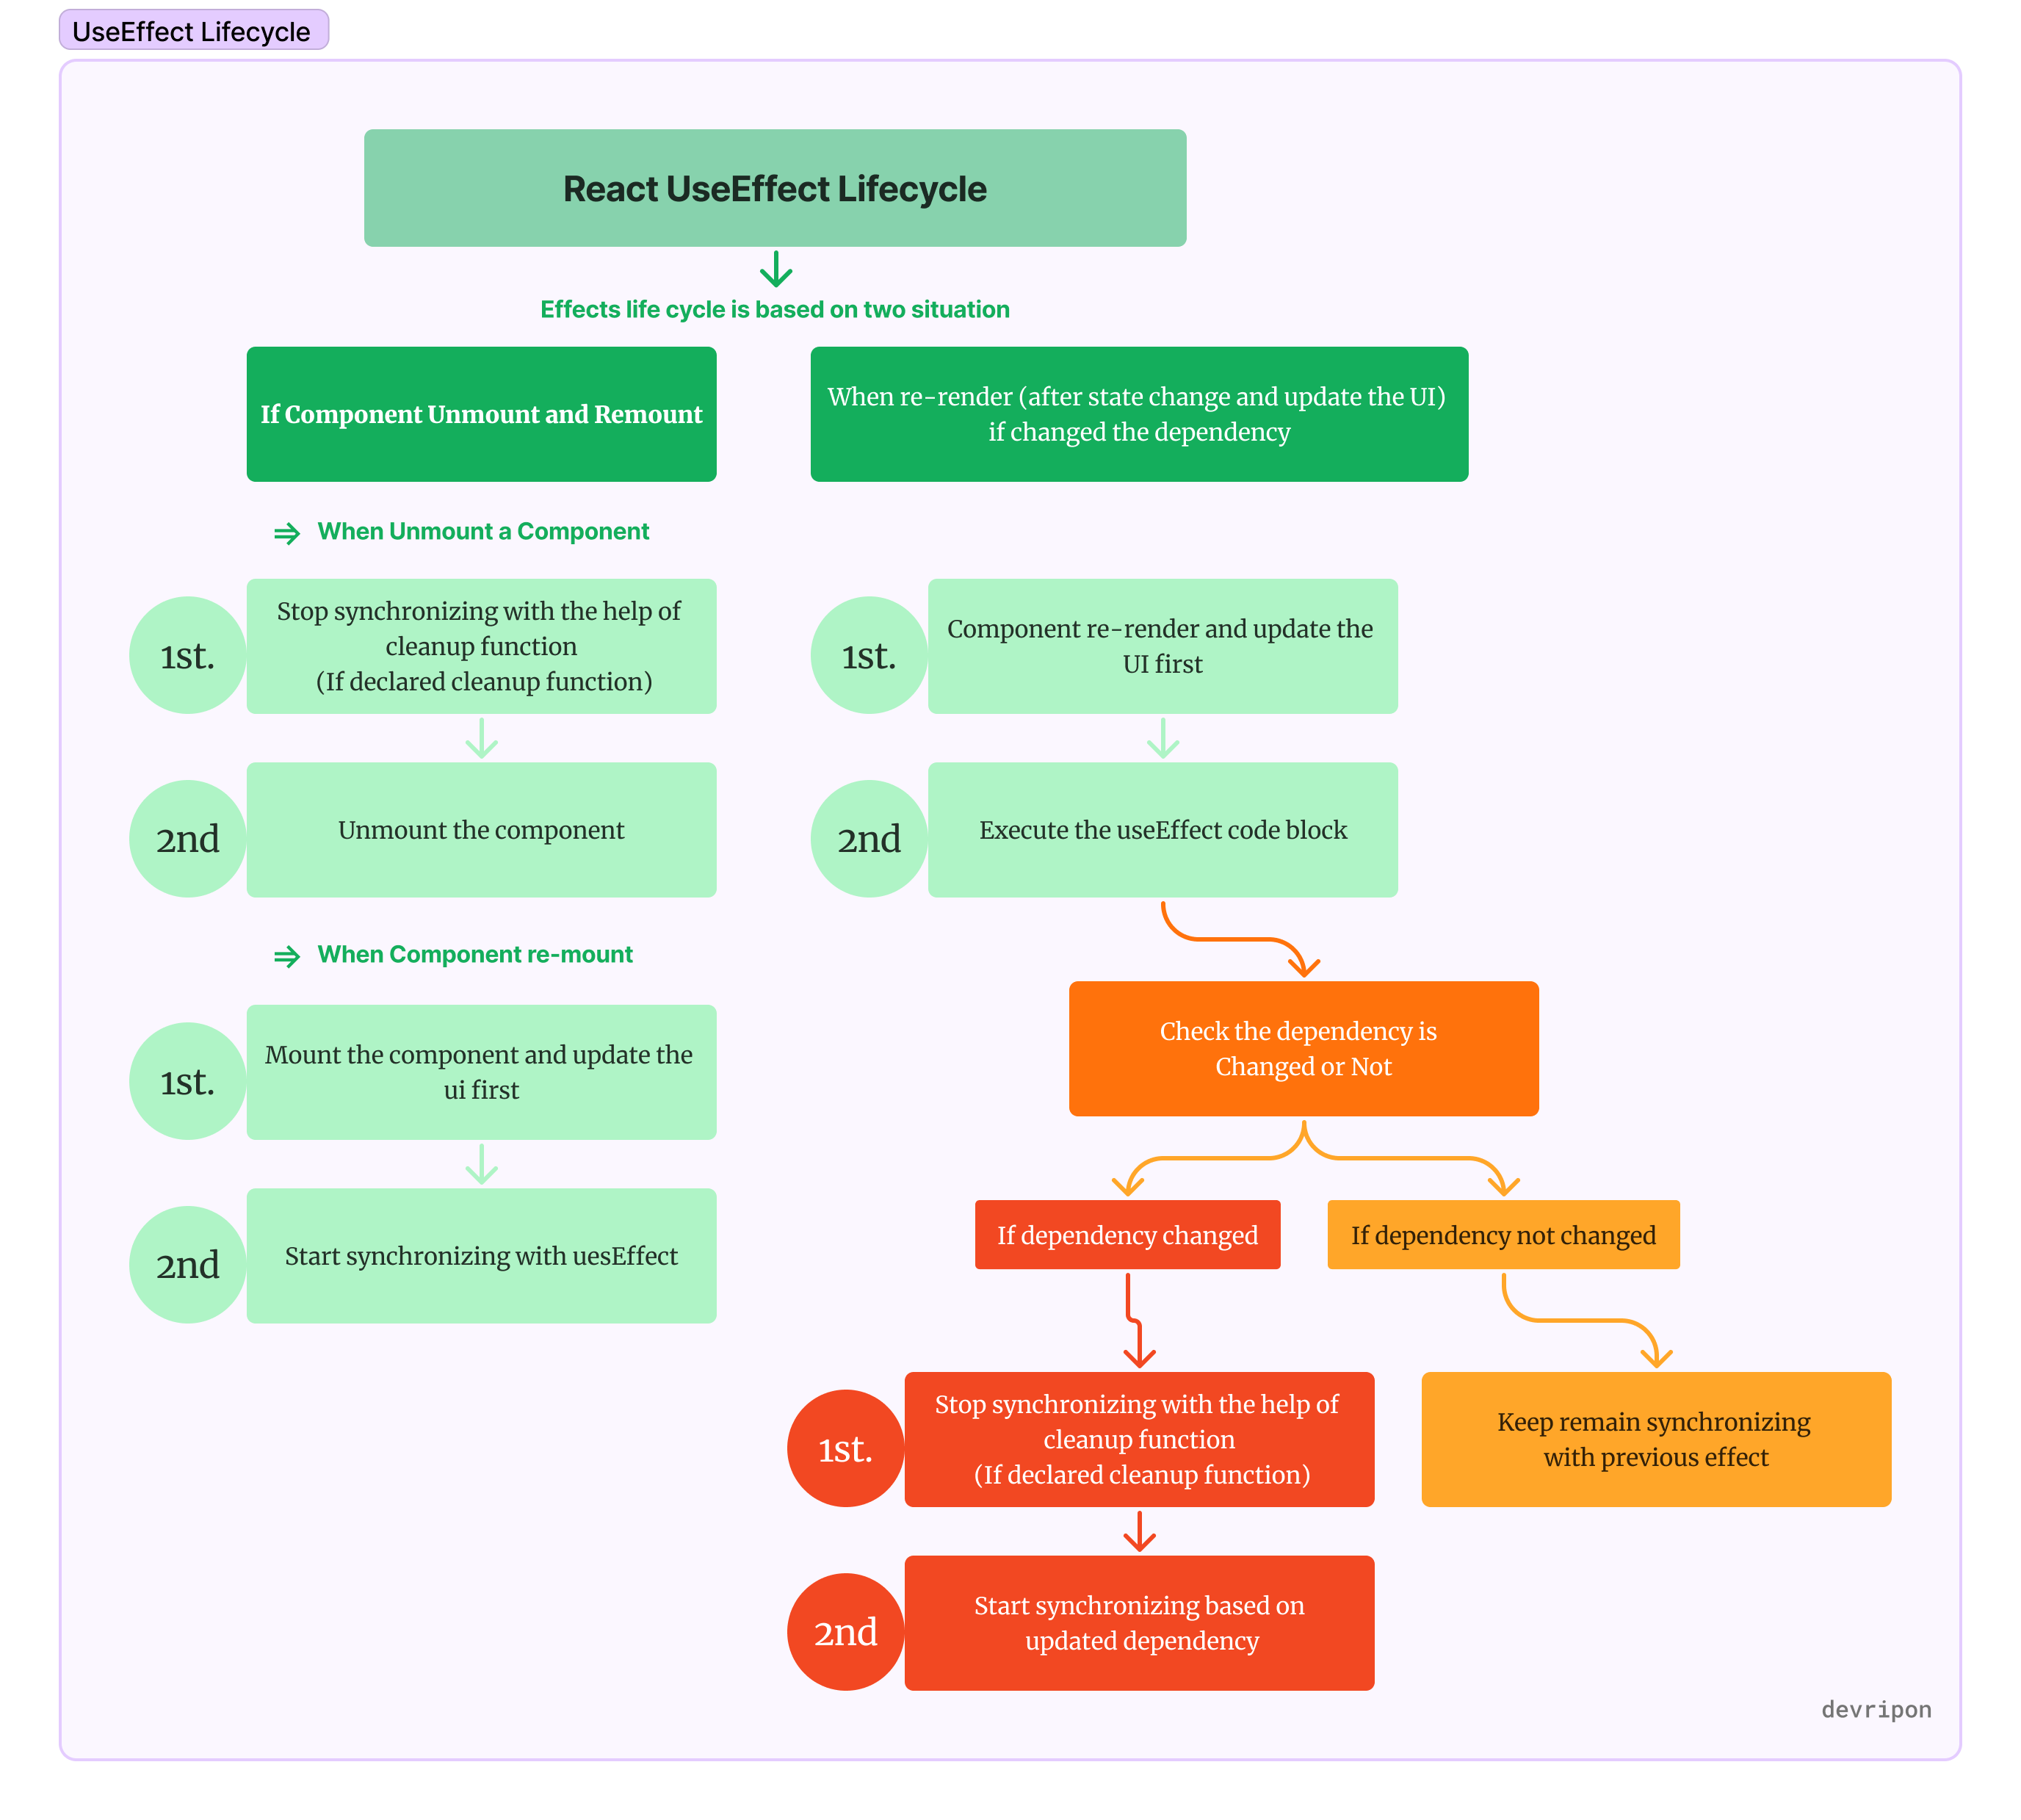 UseEffect Lifecycle
React UseEffect Lifecycle
Effects life cycle is based on two situation
If Component Unmount and Remount
When re-render (after state change and update the UI)
if changed the dependency
When Unmount a Component
1st.
Stop synchronizing with the help of
cleanup function
(If declared cleanup function)
2nd
Unmount the component
When Component re-mount
1st.
Mount the component and update the
ui first
2nd
Start synchronizing with uesEffect
1st.
Component re-render and update the
UI first
2nd
Execute the useEffect code block
Check the dependency is
Changed or Not
If dependency changed
If dependency not changed
1st.
Stop synchronizing with the help of
cleanup function
(If declared cleanup function)
Keep remain synchronizing
with previous effect
2nd
Start synchronizing based on
updated dependency
devripon